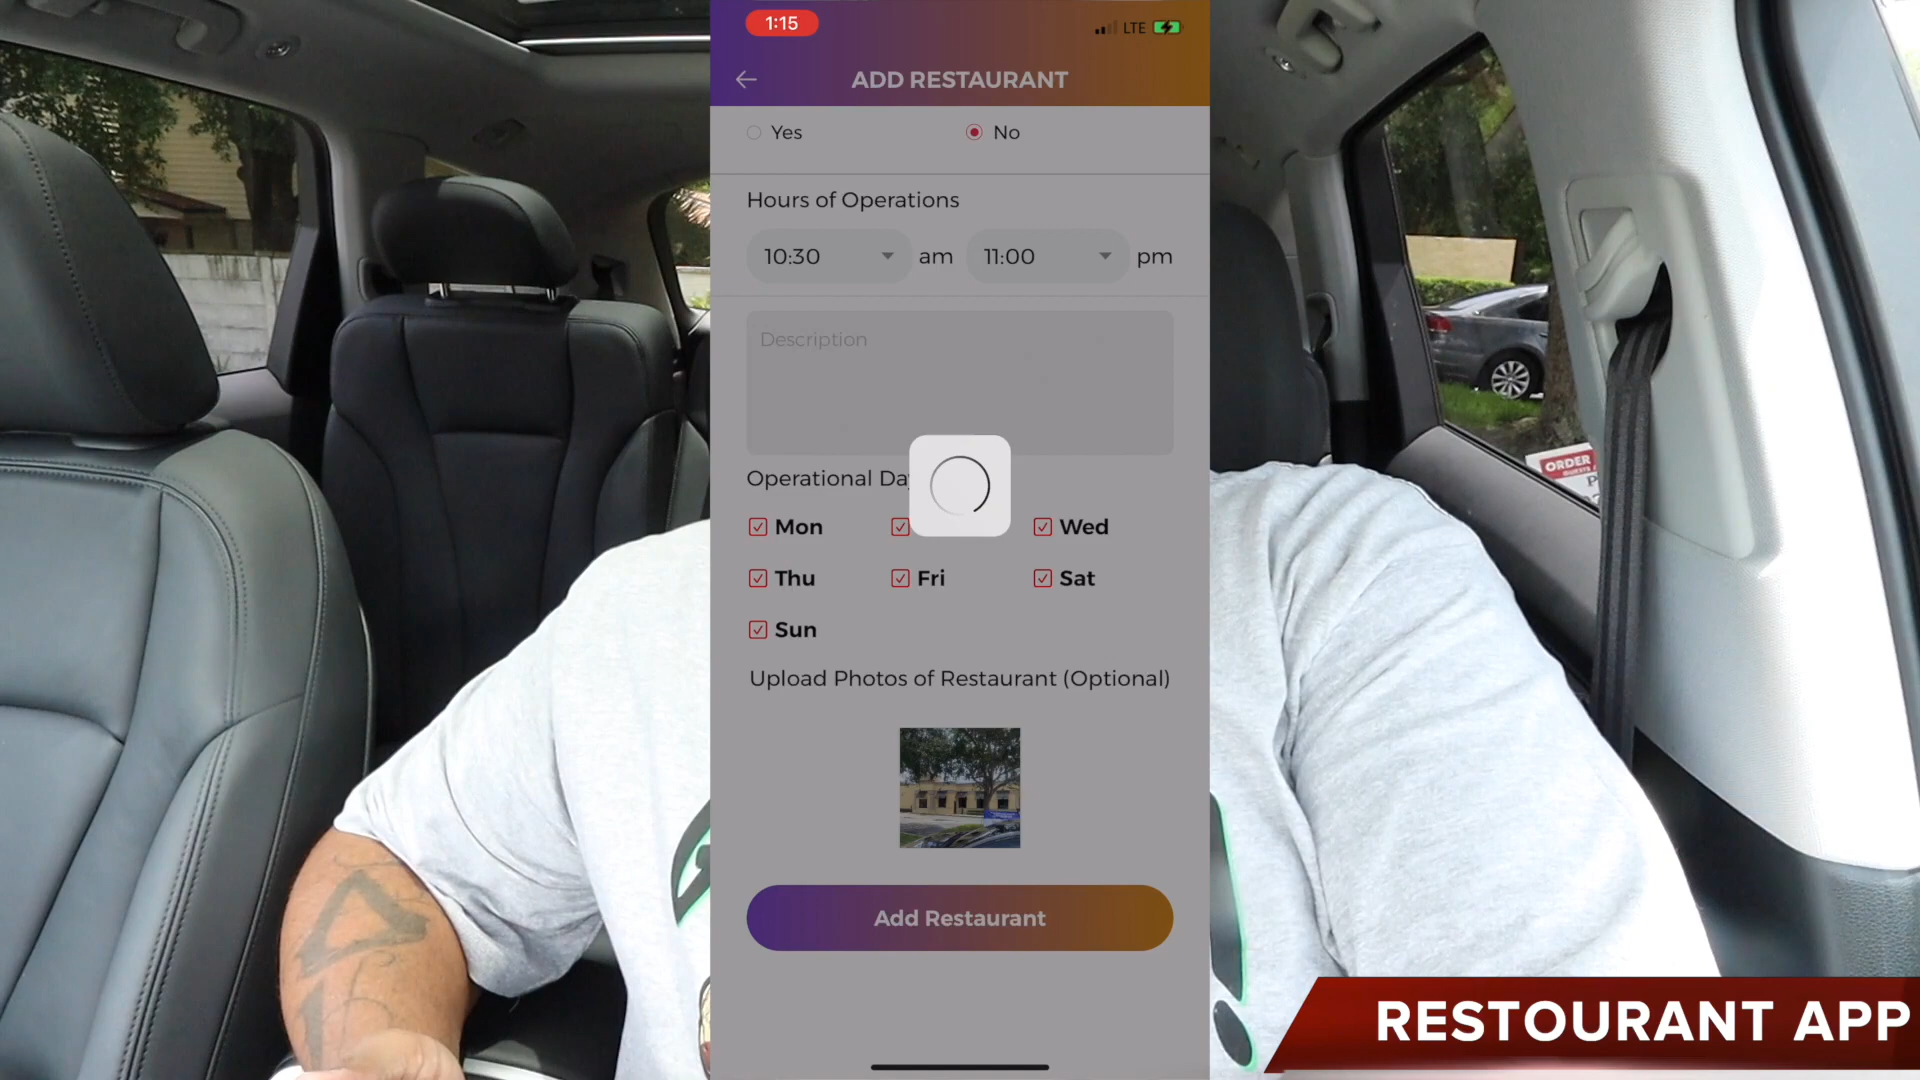 1:15
LTE
ADD RESTAURANT
Yes
No
Hours of Operations
10:30 am 11:00 pm
Description
Operational
Mon
Wed
Thu
Fri
Sat
Sun
Upload Photos of Restaurant (Optional)
Add Restaurant
ORDER
RESTOURANT APP